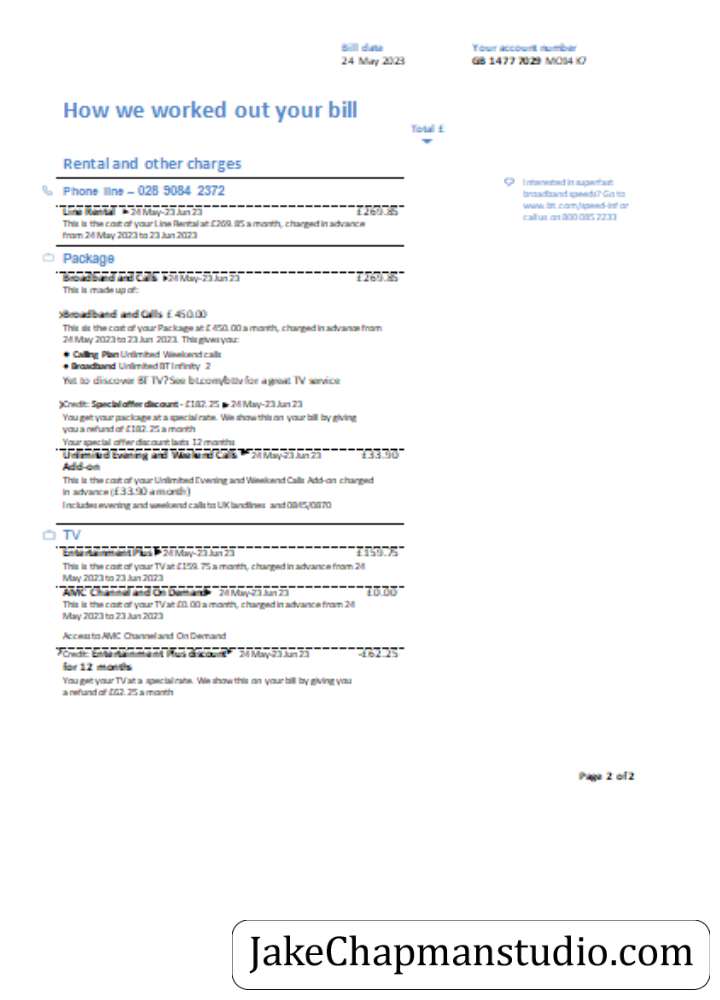 Bill date
24 May 2023
Your account number
GB 1477 7029 MO84 K7
How we worked out your bill
Total £
Rental and other charges
Phone line – 028 9084 2372
Line Rental ▶24 May-23 Jun 23 £269.85
This is the cost of your Line Rental at £269.85 a month, charged in advance
from 24 May 2023 to 23 Jun 2023
Interested in superfast
broadband speeds? Go to
www.bt.com/speed-inf or
call us on 800 085 2233
Package
Broadband and Calls ▶24 May-23 Jun 23 £269.85
This is made up of:
Broadband and Calls £ 450.00
This sis the cost of your Package at £450.00 a month, charged in advance from
24 May 2023 to 23 Jun 2023. This gives you:
● Calling Plan Unlimited Weekend calls
● Broadband Unlimited BT Infinity 2
Yet to discover BT TV? See bt.com/bttv for a great TV service
Credit: Special offer discount - £182.25 ▶ 24 May-23 Jun 23
You get your package at a special rate. We show this on your bill by giving
you a refund of £182.25 a month
Your special offer discount lasts 12 months
Unlimited Evening and Weekend Calls ▶ 24 May-23 Jun 23 £33.90
Add-on
This is the cost of your Unlimited Evening and Weekend Calls Add-on charged
in advance (£33.90 a month)
Includes evening and weekend calls to UK landlines and 0845/0870
TV
Entertainment Plus ▶ 24 May-23 Jun 23 £159.75
This is the cost of your TV at £159.75 a month, charged in advance from 24
May 2023 to 23 Jun 2023
AMC Channel and On Demand▶ 24 May-23 Jun 23 £0.00
This is the cost of your TV at £0.00 a month, charged in advance from 24
May 2023 to 23 Jun 2023
Access to AMC Channel and On Demand
Credit: Entertainment Plus discount▶ 24 May-23 Jun 23 -£62.25
for 12 months
You get your TV at a special rate. We show this on your bill by giving you
a refund of £62.25 a month
Page 2 of 2
JakeChapmanstudio.com